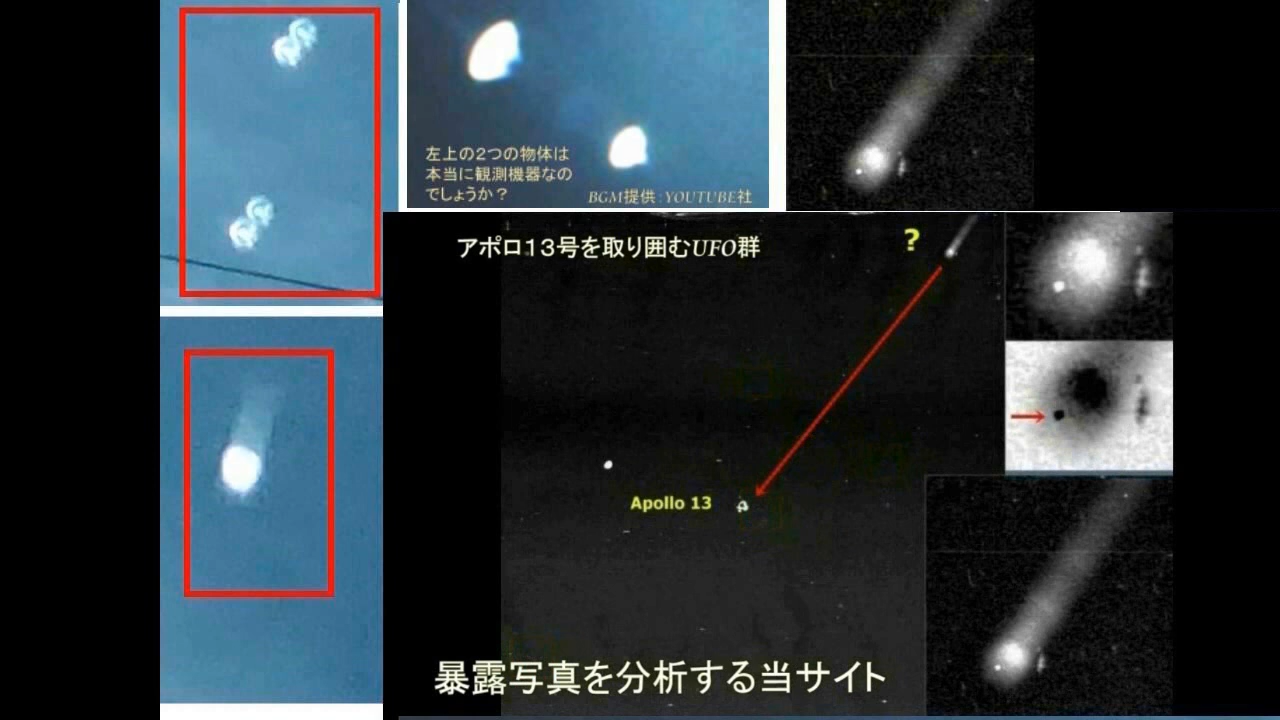 左上の２つの物体は
本当に観測機器なの
でしょうか？
BGM提供：YOUTUBE社
アポロ１３号を取り囲むUFO群
?
Apollo 13
暴露写真を分析する当サイト